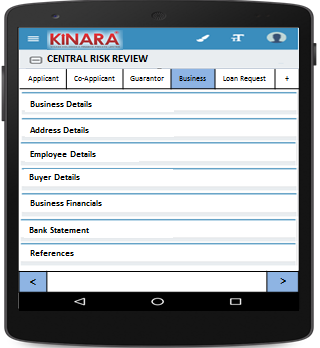 KINARA
CENTRAL RISK REVIEW
Applicant Co-Applicant Guarantor Business Loan Request +
Business Details
Address Details
Employee Details
Buyer Details
Business Financials
Bank Statement
References
< >